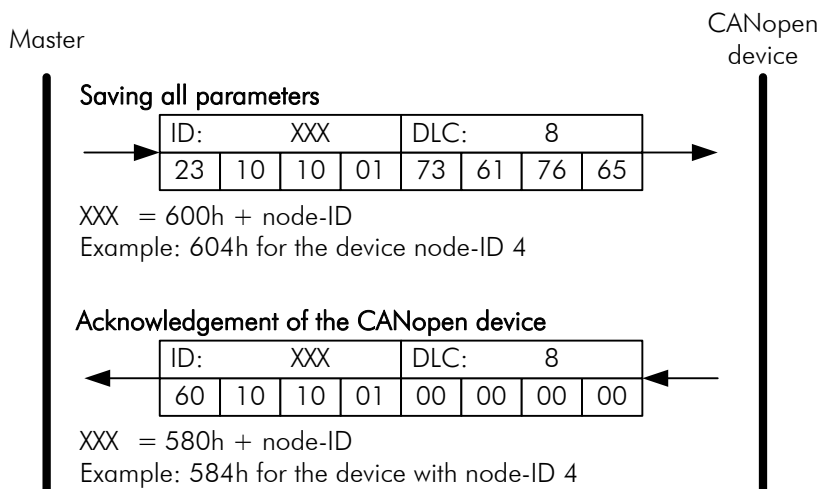 Master
CANopen
device
Saving all parameters
ID: XXX DLC: 8
23 10 10 01 73 61 76 65
XXX = 600h + node-ID
Example: 604h for the device node-ID 4
Acknowledgement of the CANopen device
ID: XXX DLC: 8
60 10 10 01 00 00 00 00
XXX = 580h + node-ID
Example: 584h for the device with node-ID 4